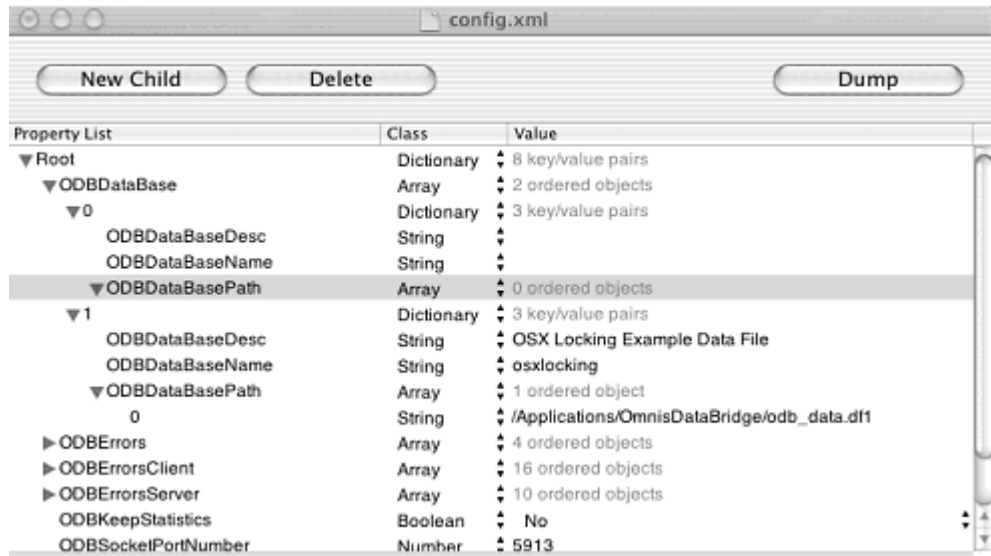 config.xml
New Child Delete Dump
Property List Class Value
Root Dictionary 8 key/value pairs
ODBDataBase Array 2 ordered objects
0 Dictionary 3 key/value pairs
ODBDataBaseDesc String
ODBDataBaseName String
ODBDataBasePath Array 0 ordered objects
1 Dictionary 3 key/value pairs
ODBDataBaseDesc String OSX Locking Example Data File
ODBDataBaseName String osxlocking
ODBDataBasePath Array 1 ordered object
0 String /Applications/OmnisDataBridge/odb_data.df1
ODBErrors Array 4 ordered objects
ODBErrorsClient Array 16 ordered objects
ODBErrorsServer Array 10 ordered objects
ODBKeepStatistics Boolean No
ODBSocketPortNumber Number 5913